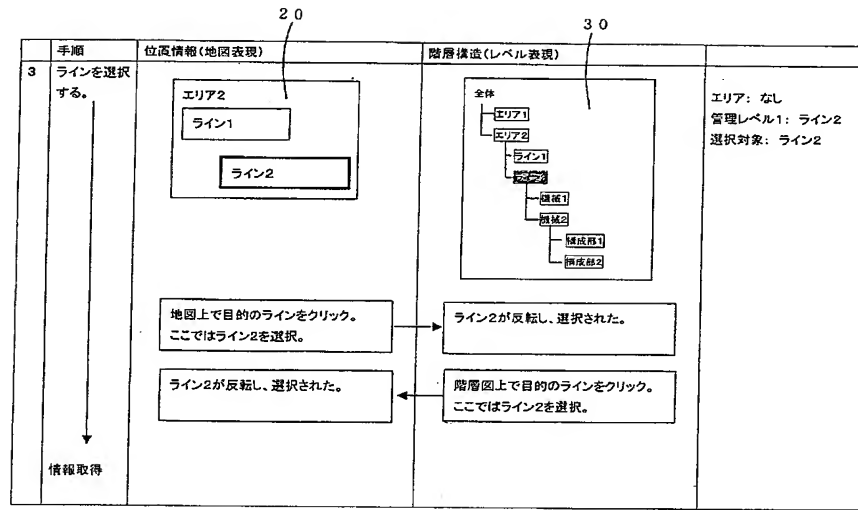 20
30
手順
位置情報(地図表現)
階層構造(レベル表現)
3
ラインを選択
する。
情報取得
エリア2
ライン1
ライン2
全体
エリア1
エリア2
ライン1
ライン2
機械1
機械2
構成部1
構成部2
エリア: なし
管理レベル1: ライン2
選択対象: ライン2
地図上で目的のラインをクリック。
ここではライン2を選択。
ライン2が反転し、選択された。
ライン2が反転し、選択された。
階層図上で目的のラインをクリック。
ここではライン2を選択。